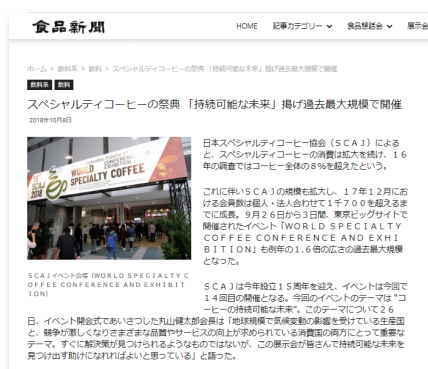 食品新聞
HOME 記事カテゴリー 食品懇話会 展示会
ホーム › 飲料系 › 飲料 › スペシャルティコーヒーの祭典「持続可能な未来」掲げ過去最大規模で開催
飲料系 飲料
スペシャルティコーヒーの祭典「持続可能な未来」掲げ過去最大規模で開催
2018年10月8日
SCAJ
2018
WORLD CONFERENCE AND EXHIBITION
SPECIALTY COFFEE
SCAJイベント会場（WORLD SPECIALTY C
OFFEE CONFERENCE AND EXHIBIT
ION）
日本スペシャルティコーヒー協会（ＳＣＡＪ）による
と、スペシャルティコーヒーの消費は拡大を続け、１６
年の調査ではコーヒー全体の８％を超えたという。
これに伴いＳＣＡＪの規模も拡大し、１７年１２月にお
ける会員数は個人・法人合わせて１千７００を超えるま
でに成長。９月２６日から３日間、東京ビッグサイトで
開催されたイベント「ＷＯＲＬＤ ＳＰＥＣＩＡＬＴＹ
ＣＯＦＦＥＥ ＣＯＮＦＥＲＥＮＣＥ ＡＮＤ ＥＸＨＩ
ＢＩＴＩＯＮ」も例年の１.６倍の広さの過去最大規模
となった。
ＳＣＡＪは今年設立１５周年を迎え、イベントは今回で
１４回目の開催となる。今回のイベントのテーマは“コ
ーヒーの持続可能な未来”。このテーマについて２６
日、イベント開会式であいさつした丸山健太郎会長は「地球規模で気候変動の影響を受けている生産国
と、競争が激しくなりさまざまな品質やサービスの向上が求められている消費国の両方にとって重要な
テーマ。すぐに解決策が見つけられるようなものではないが、この展示会が皆さんで持続可能な未来を
見つけ出す助けになれればよいと思っている」と語った。